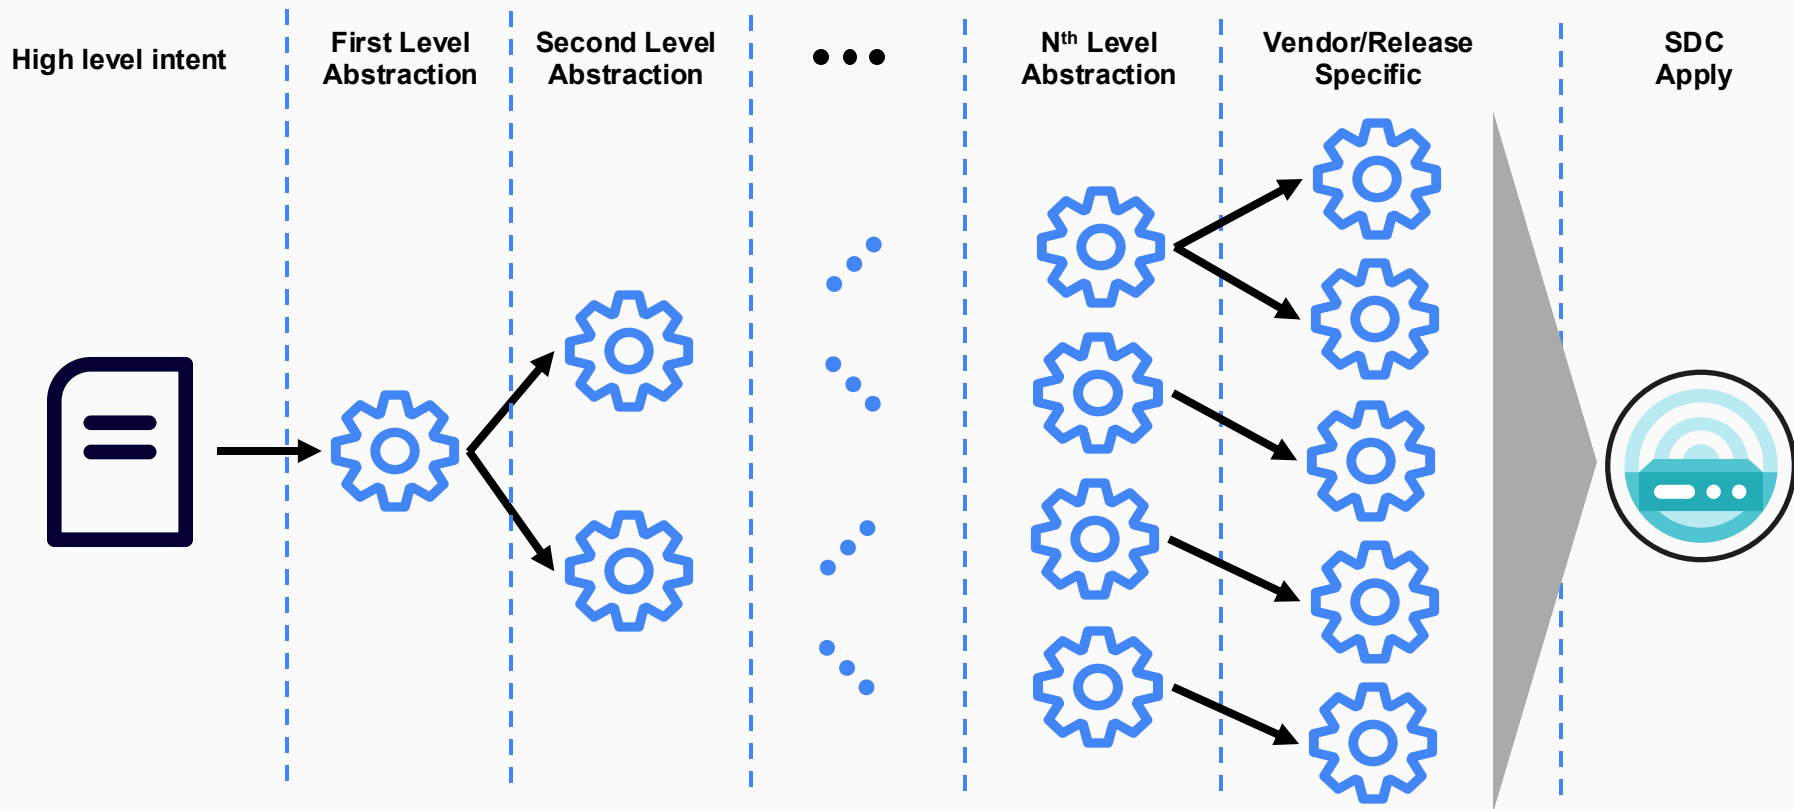 High level intent
First Level
Abstraction
Second Level
Abstraction
•••
Nth Level
Abstraction
Vendor/Release
Specific
SDC
Apply